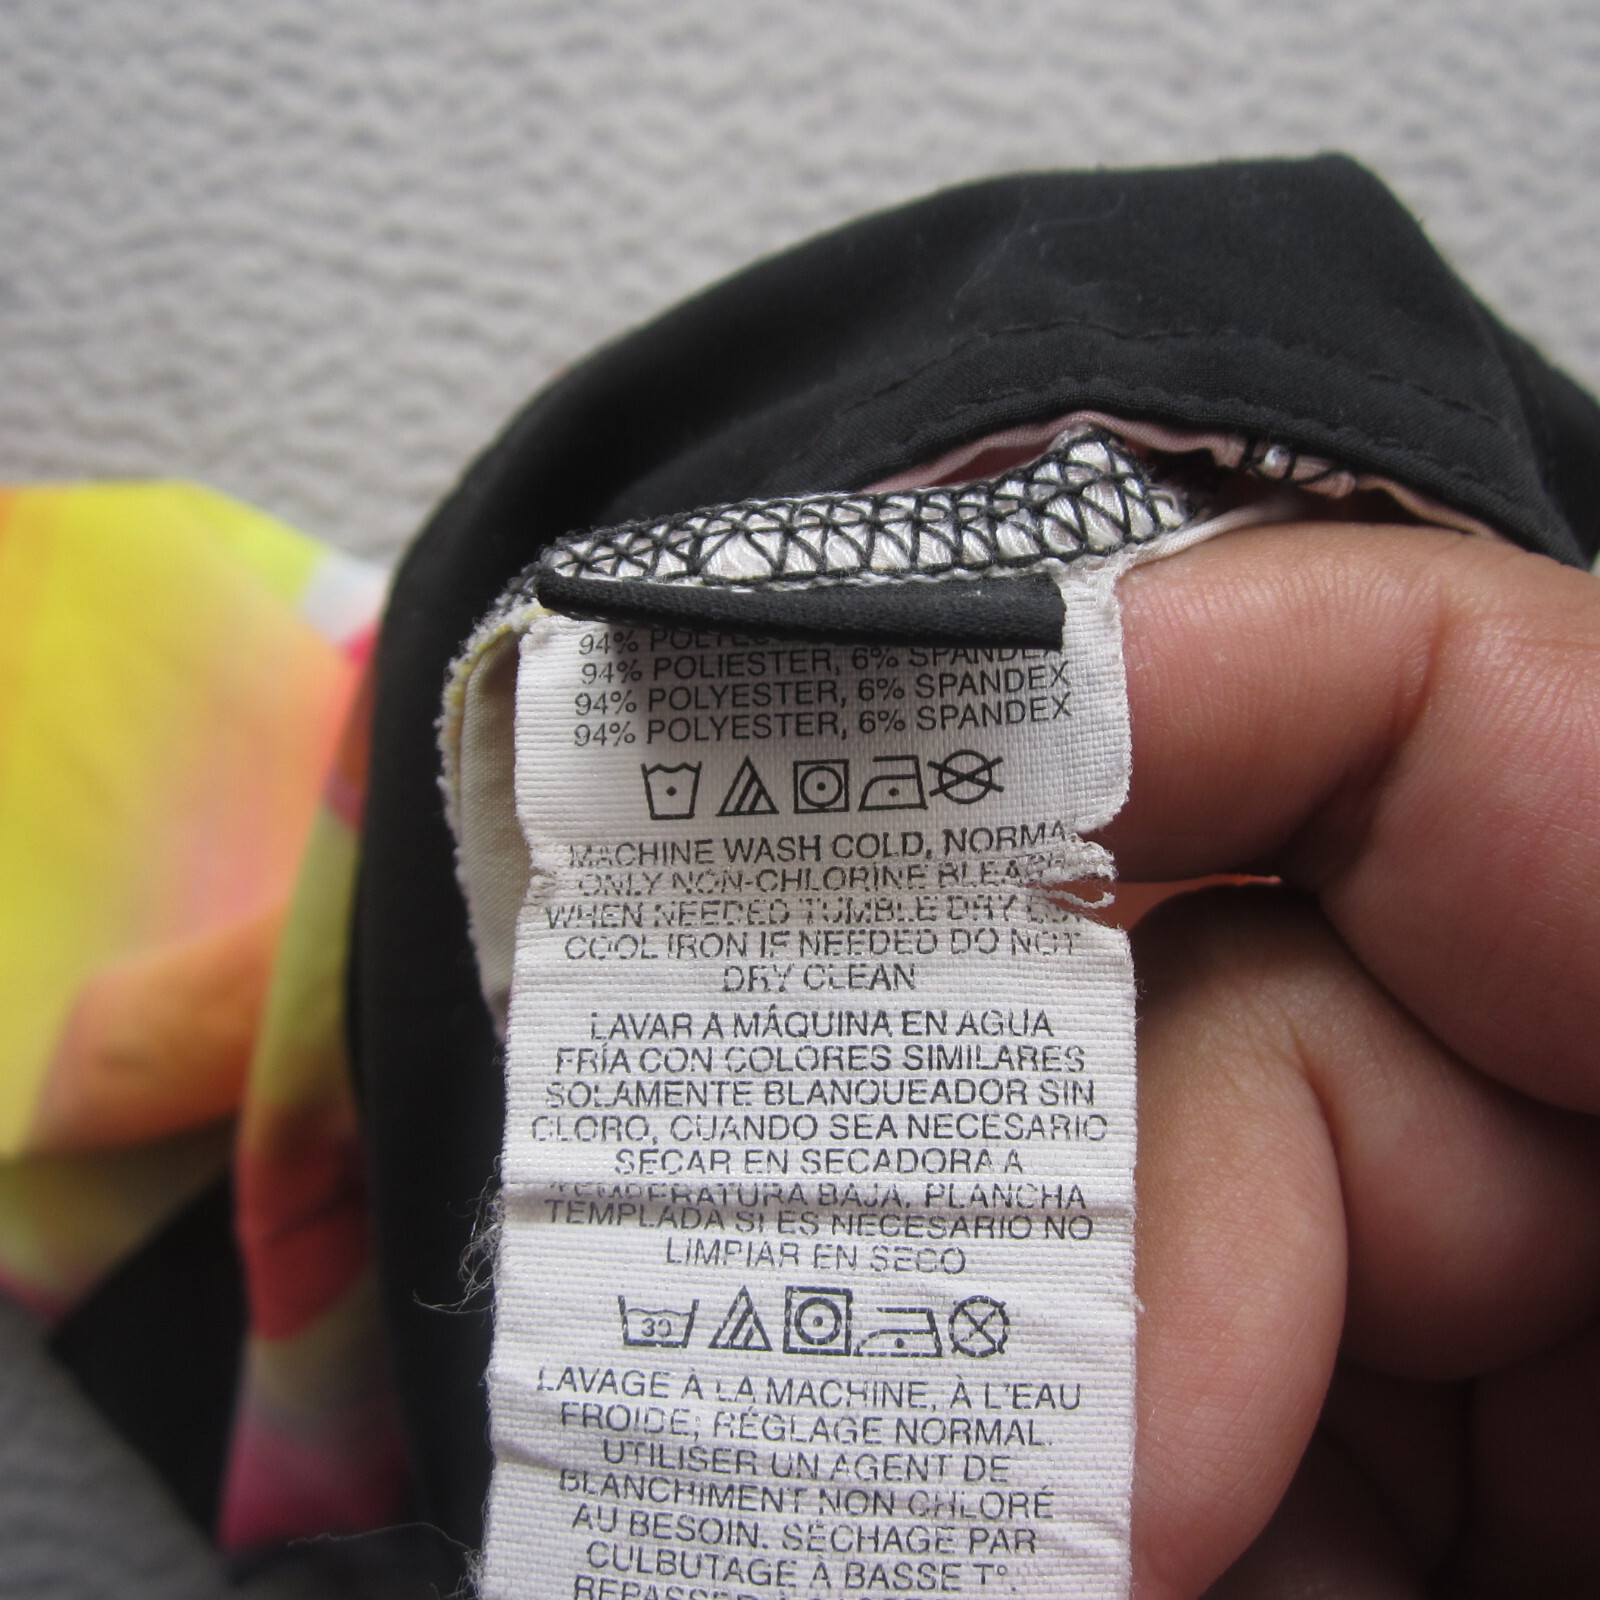 94%
94% POLIESTER, 6% SPANDEX
94% POLYESTER, 6% SPANDEX
94% POLYESTER, 6% SPANDEX
MACHINE WASH COLD, NORMAL
ONLY NON-CHLORINE BLEACH
WHEN NEEDED TUMBLE DRY LOW
COOL IRON IF NEEDED DO NOT
DRY CLEAN
LAVAR A MÁQUINA EN AGUA
FRÍA CON COLORES SIMILARES
SOLAMENTE BLANQUEADOR SIN
CLORO, CUANDO SEA NECESARIO
SECAR EN SECADORA A
TEMPERATURA BAJA, PLANCHA
TEMPLADA SI ES NECESARIO NO
LIMPIAR EN SECO
30
LAVAGE À LA MACHINE, À L'EAU
FROIDE; RÉGLAGE NORMAL.
UTILISER UN AGENT DE
BLANCHIMENT NON CHLORÉ
AU BESOIN. SÉCHAGE PAR
CULBUTAGE À BASSE T°.